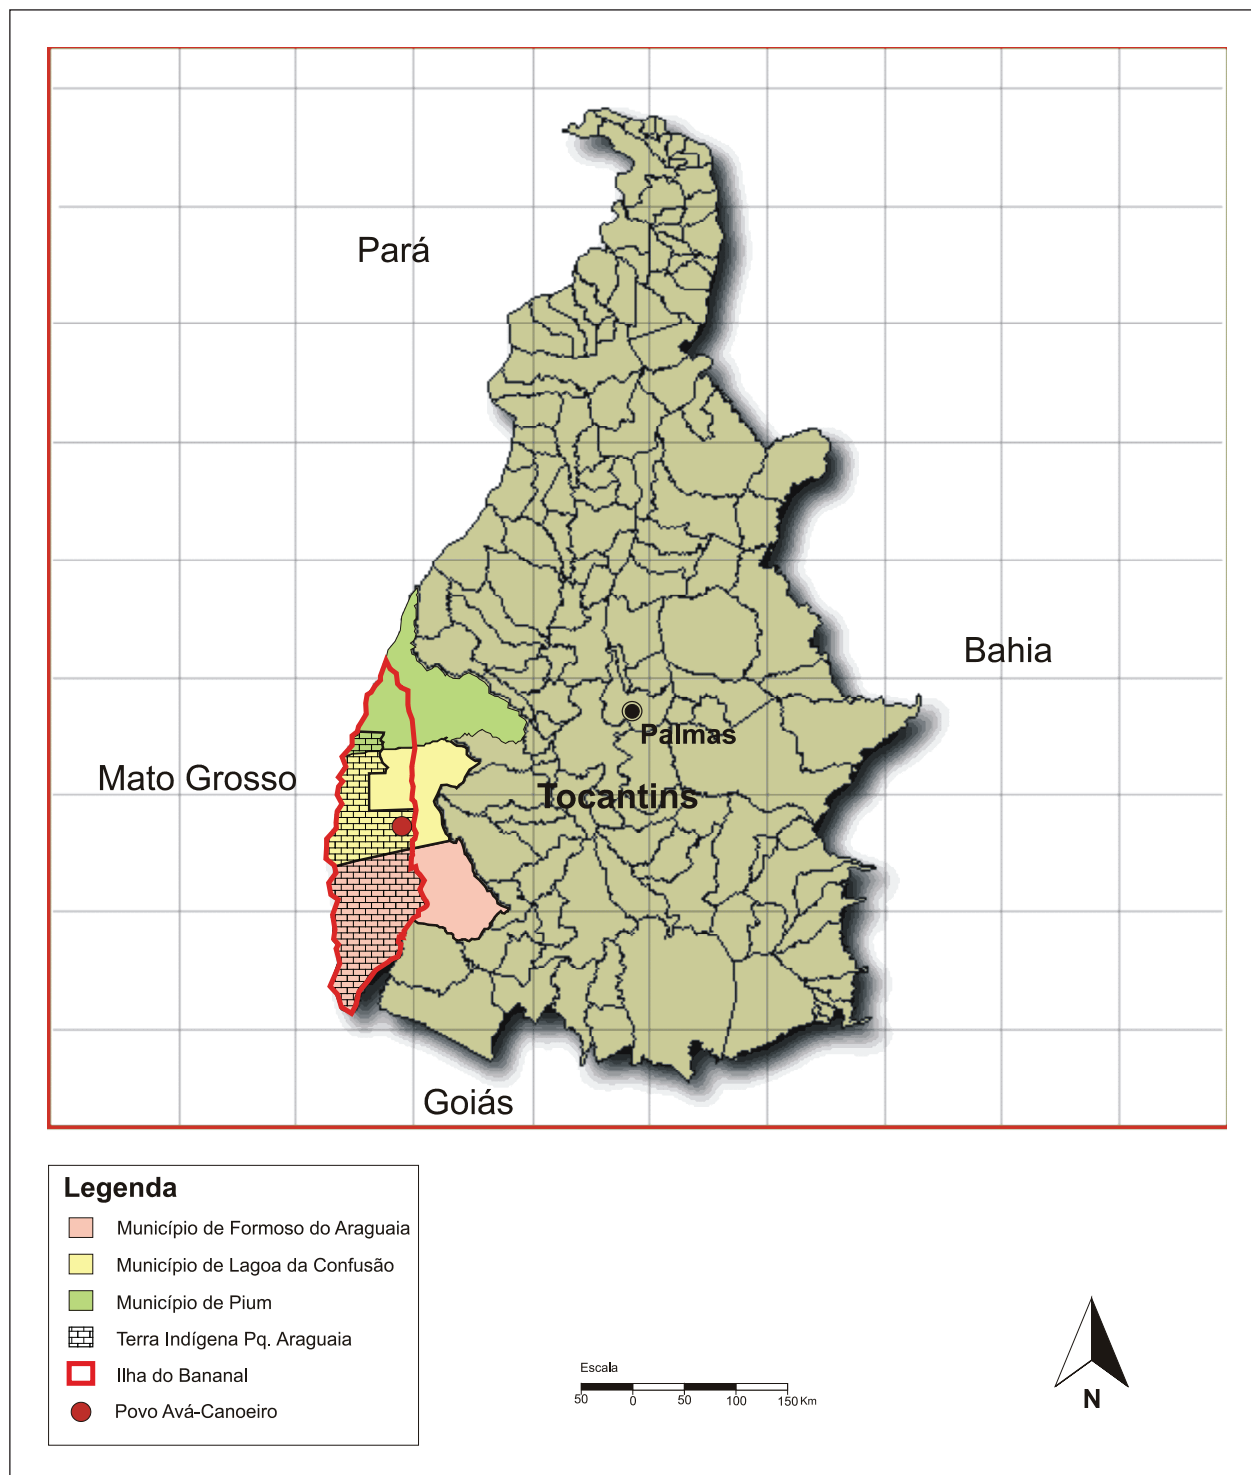 Pará
Bahia
Palmas
Mato Grosso
Tocantins
Goiás
Legenda
Município de Formoso do Araguaia
Município de Lagoa da Confusão
Município de Pium
Terra Indígena Pq. Araguaia
Ilha do Bananal
Povo Avá-Canoeiro
Escala
50 0 50 100 150 Km
N